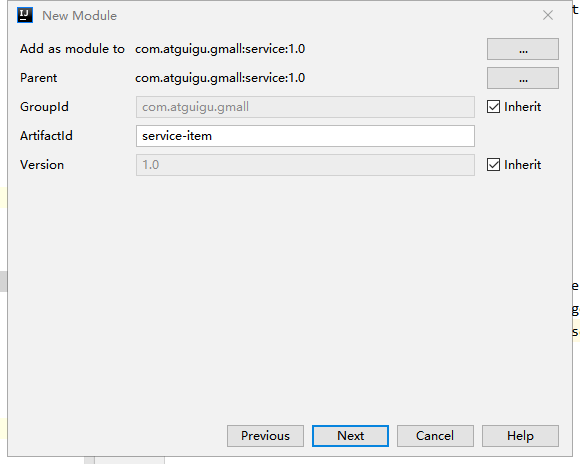 New Module
Add as module to com.atguigu.gmall:service:1.0 ...
Parent com.atguigu.gmall:service:1.0 ...
GroupId com.atguigu.gmall Inherit
ArtifactId service-item
Version 1.0 Inherit
Previous Next Cancel Help